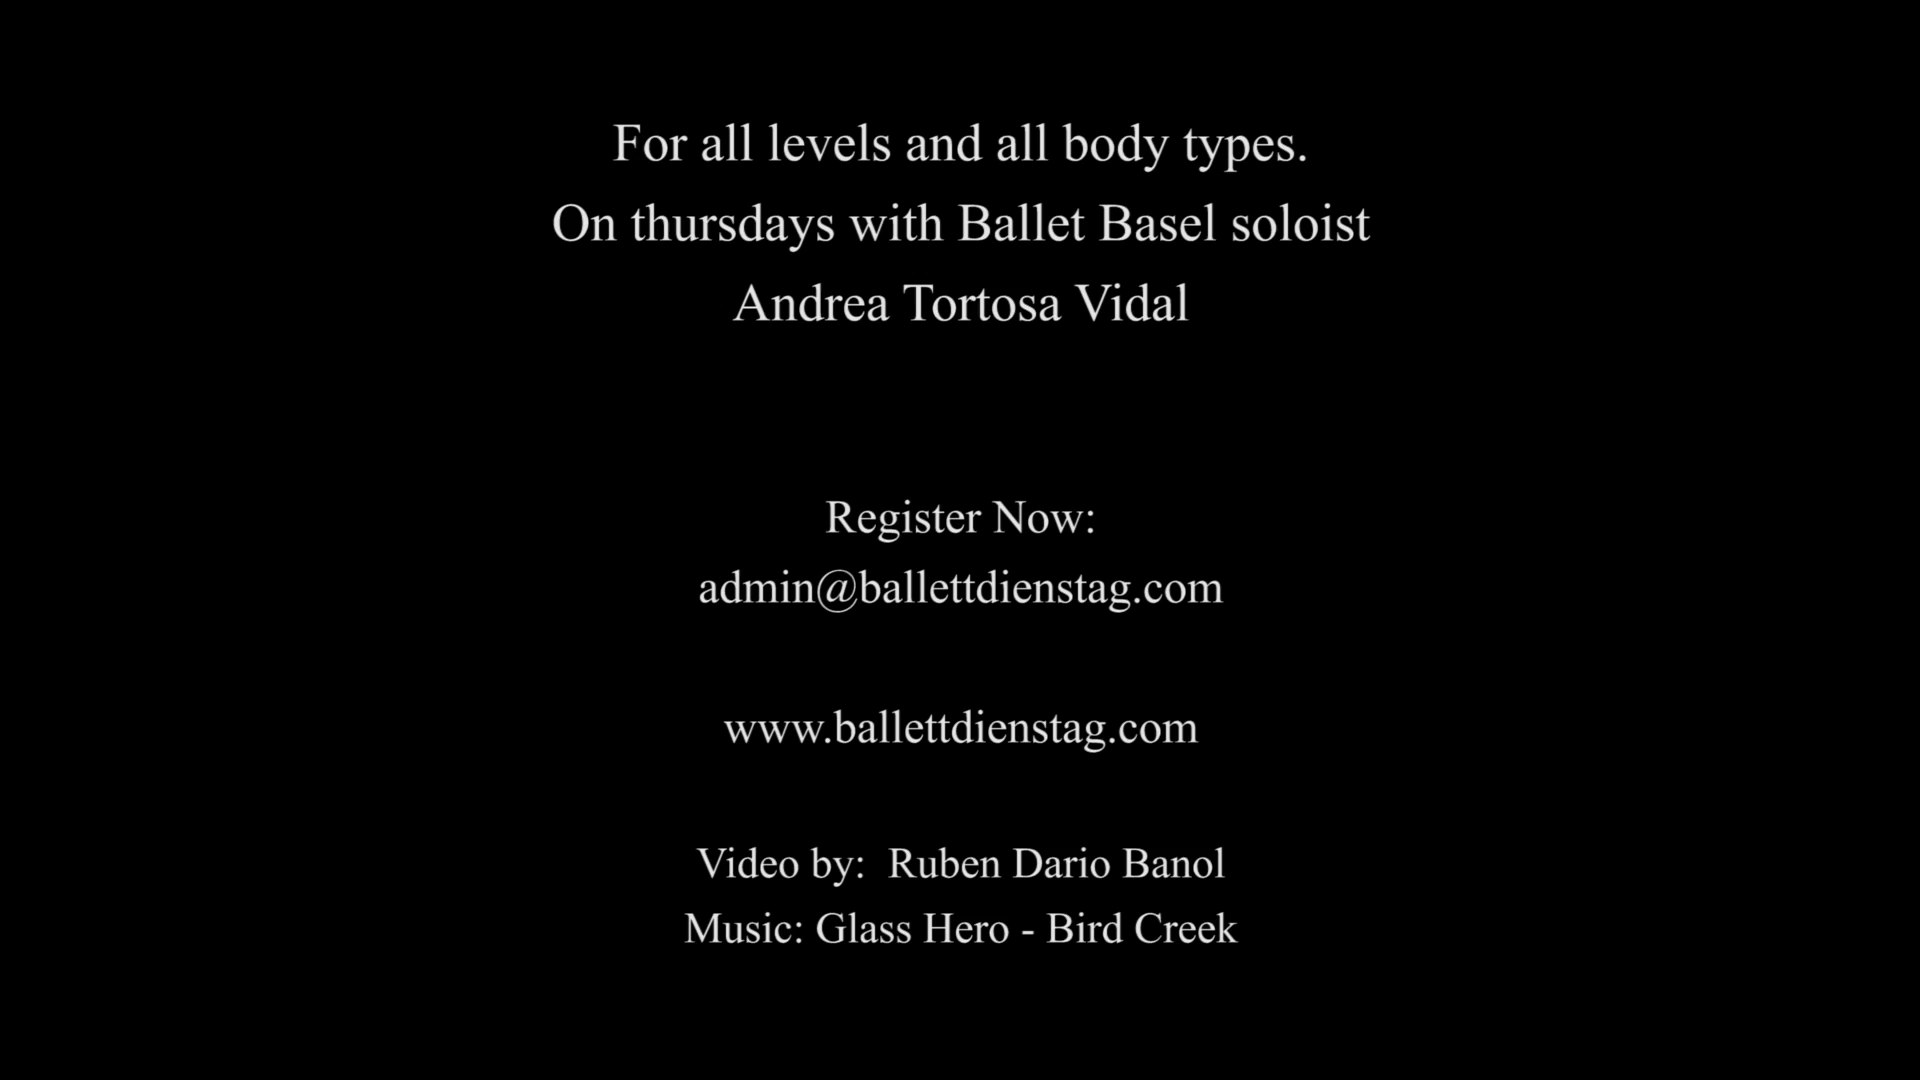 For all levels and all body types.
On thursdays with Ballet Basel soloist
Andrea Tortosa Vidal
Register Now:
admin@ballettdienstag.com
www.ballettdienstag.com
Video by:  Ruben Dario Banol
Music: Glass Hero - Bird Creek